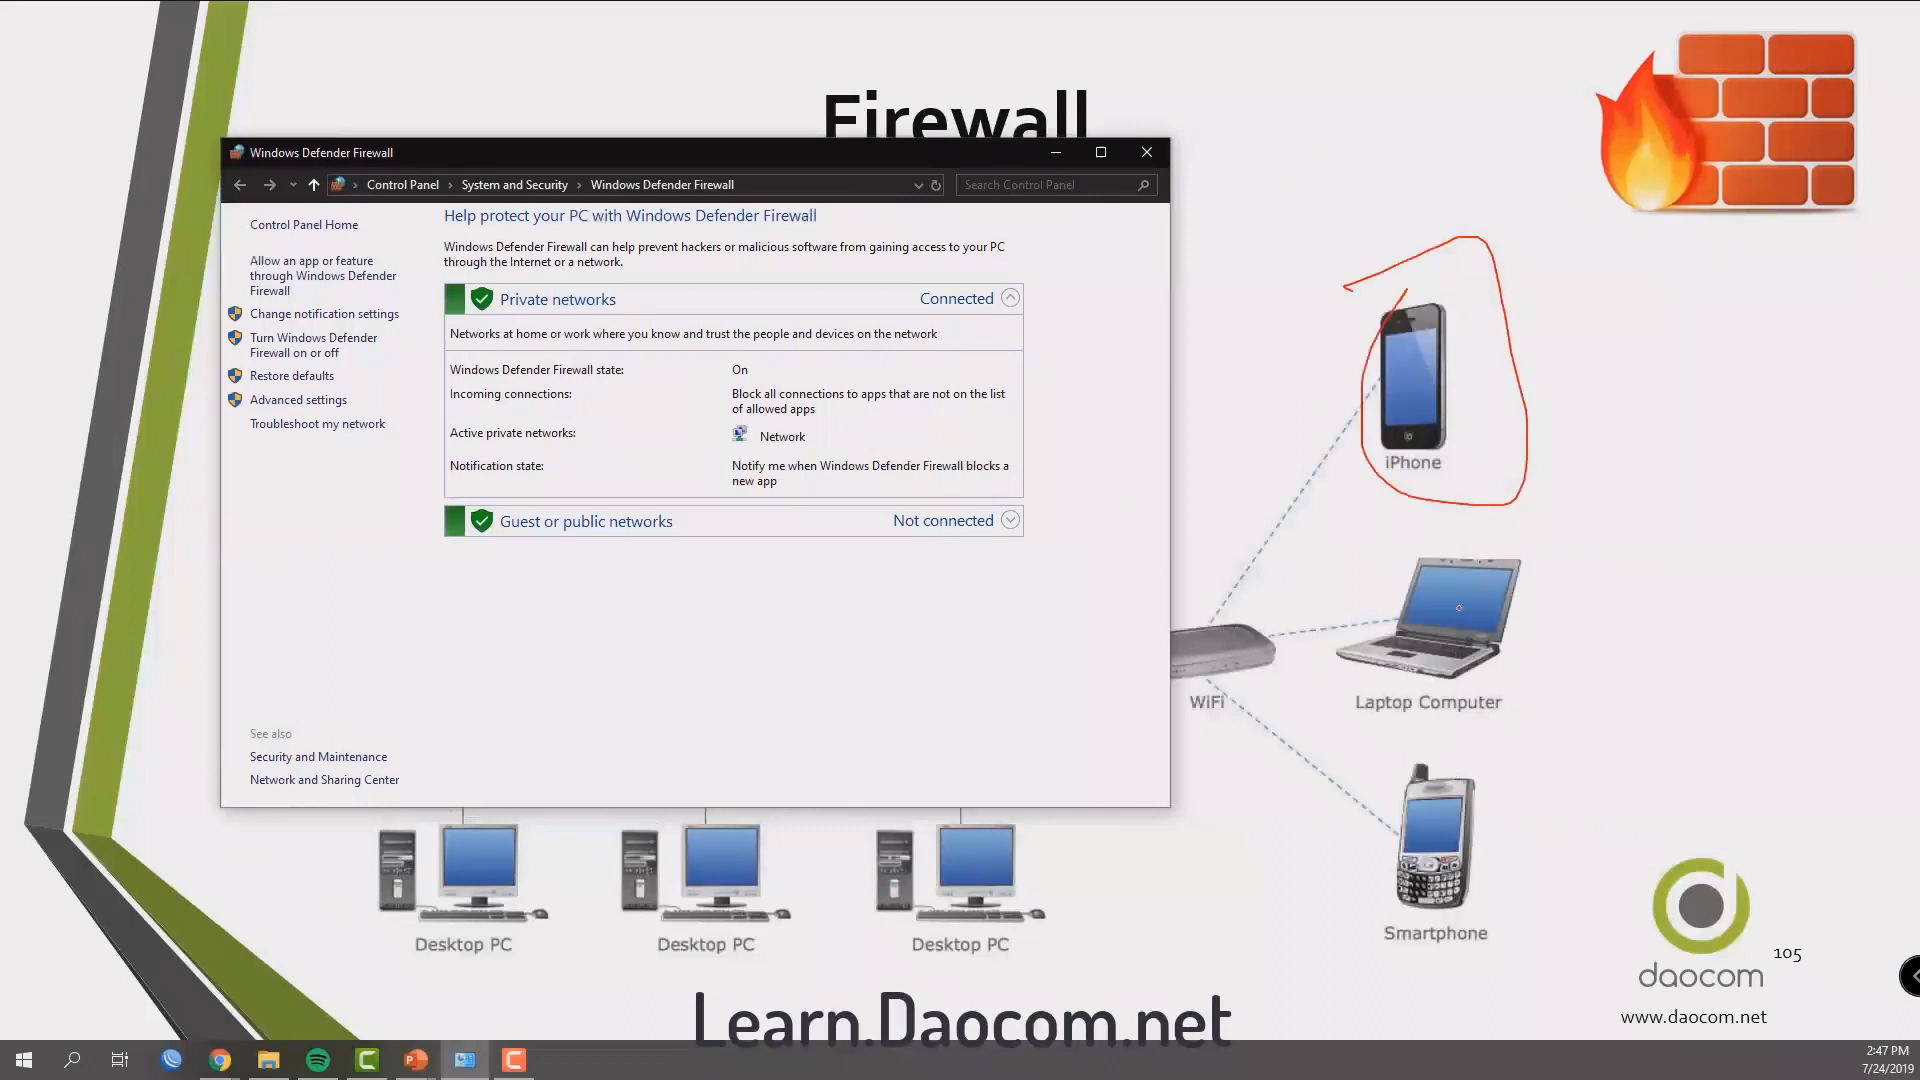 Firewall
Windows Defender Firewall
Control Panel > System and Security > Windows Defender Firewall
Search Control Panel
Control Panel Home
Allow an app or feature
through Windows Defender
Firewall
Change notification settings
Turn Windows Defender
Firewall on or off
Restore defaults
Advanced settings
Troubleshoot my network
See also
Security and Maintenance
Network and Sharing Center
Help protect your PC with Windows Defender Firewall
Windows Defender Firewall can help prevent hackers or malicious software from gaining access to your PC
through the Internet or a network.
Private networks Connected
Networks at home or work where you know and trust the people and devices on the network
Windows Defender Firewall state: On
Incoming connections: Block all connections to apps that are not on the list
of allowed apps
Active private networks: Network
Notification state: Notify me when Windows Defender Firewall blocks a
new app
Guest or public networks Not connected
iPhone
WiFi
Laptop Computer
Smartphone
Desktop PC
Desktop PC
Desktop PC
daocom
105
www.daocom.net
Learn.Daocom.net
2:47 PM
7/24/2019